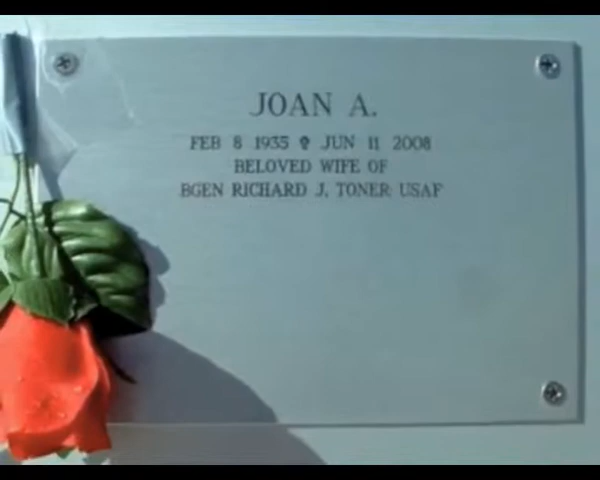 JOAN A.
FEB 8 1935 ✞ JUN 11 2008
BELOVED WIFE OF
BGEN RICHARD J. TONER USAF